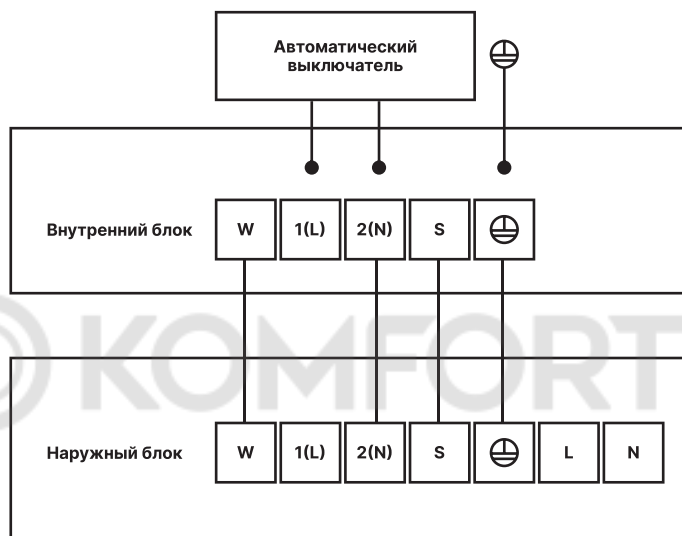 Автоматический
выключатель
Внутренний блок W 1(L) 2(N) S
KOMFORT
Наружный блок W 1(L) 2(N) S L N